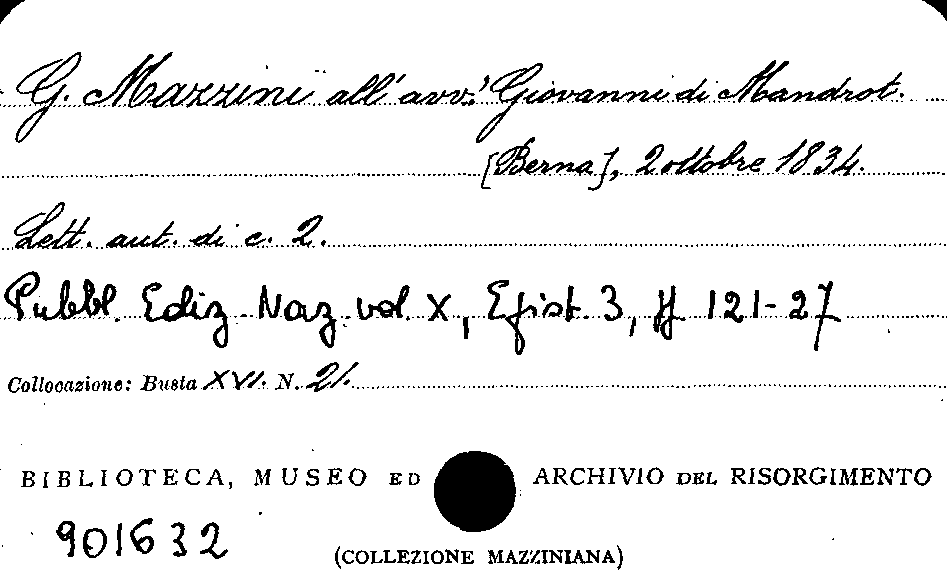 G. Mazzini all' avv.' Giovanni di Mandrot.
[Berna], 2 ottobre 1834.
Lett. aut. di c. 2.
Pubbl. Ediz. Naz. vol. X, Epist. 3, pp 121-27
Collocazione: Busta XVI. N. 21.
BIBLIOTECA, MUSEO ED ARCHIVIO DEL RISORGIMENTO
901632
(COLLEZIONE MAZZINIANA)